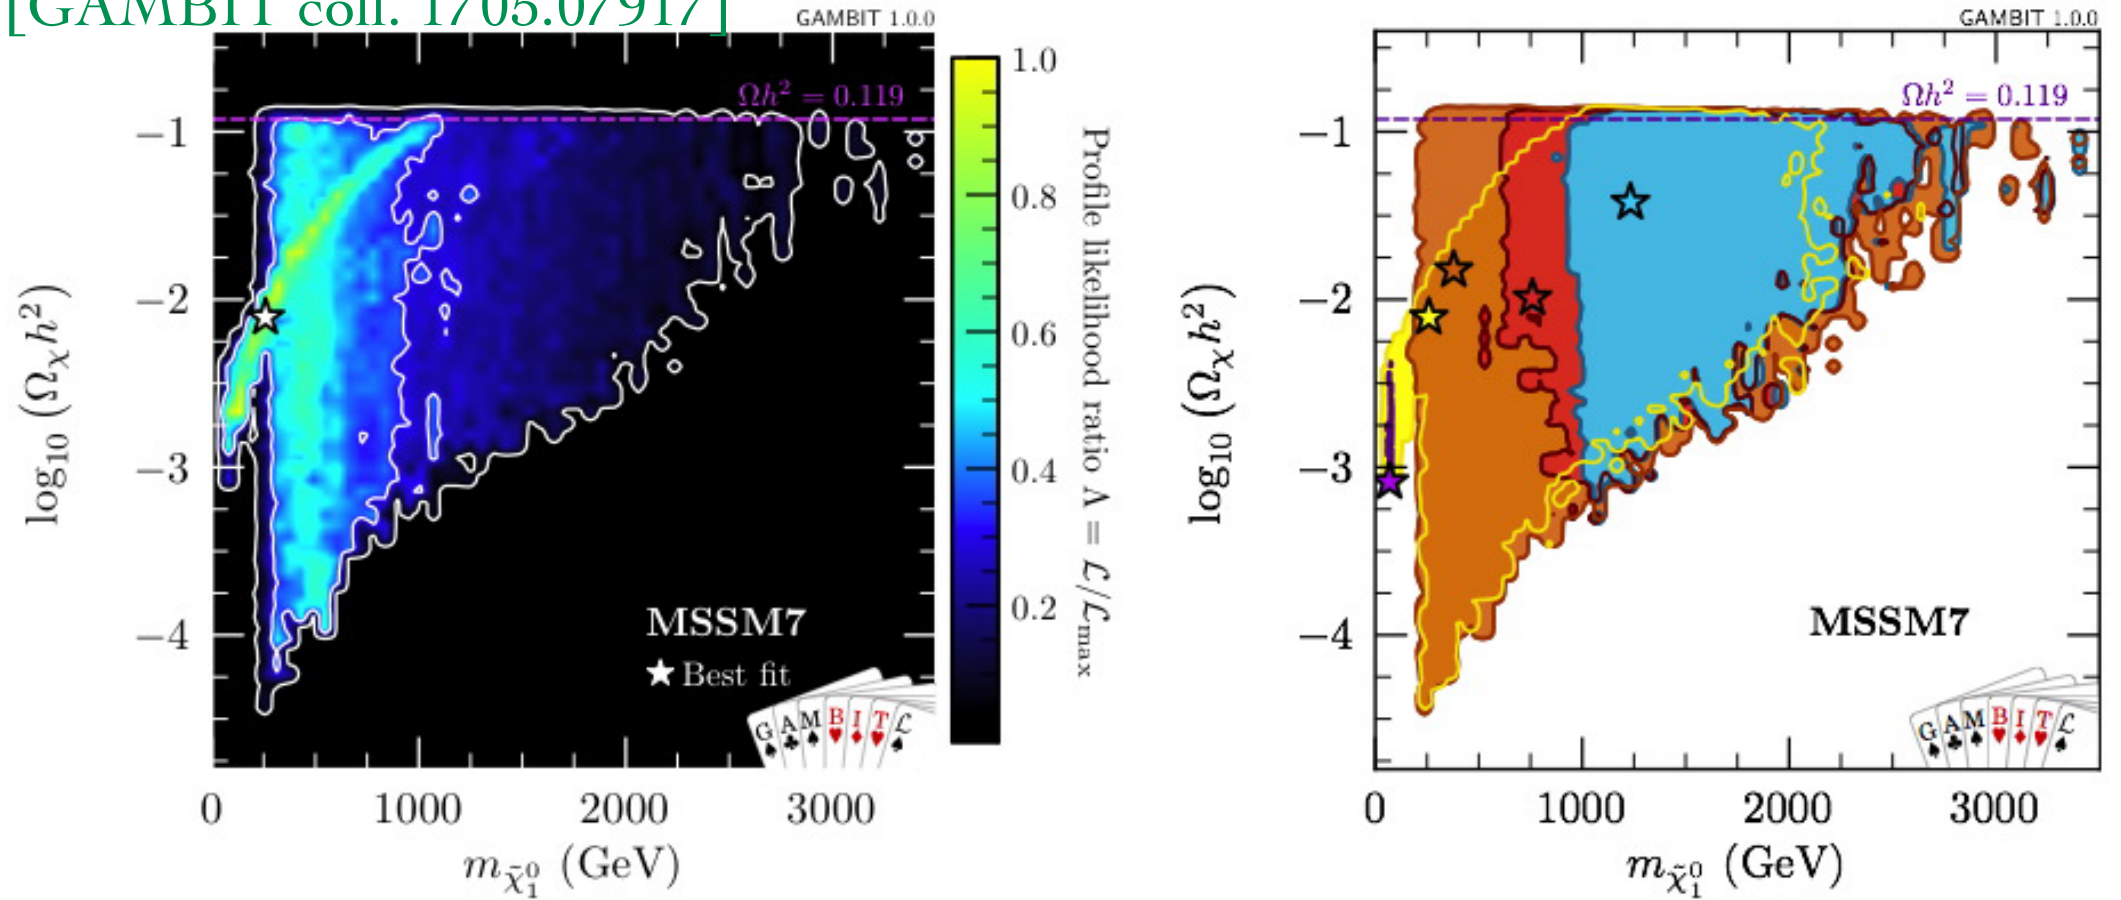 [GAMBIT coll. 1705.07917]
GAMBIT 1.0.0
Ωh² = 0.119
−1
−2
−3
−4
log₁₀ (Ωᵪh²)
0
1000
2000
3000
m_χ̃⁰₁ (GeV)
MSSM7
★ Best fit
G A M B I T L
1.0
0.8
0.6
0.4
0.2
Profile likelihood ratio Λ = ℒ/ℒmax
GAMBIT 1.0.0
Ωh² = 0.119
−1
−2
−3
−4
log₁₀ (Ωᵪh²)
0
1000
2000
3000
m_χ̃⁰₁ (GeV)
MSSM7
G A M B I T L